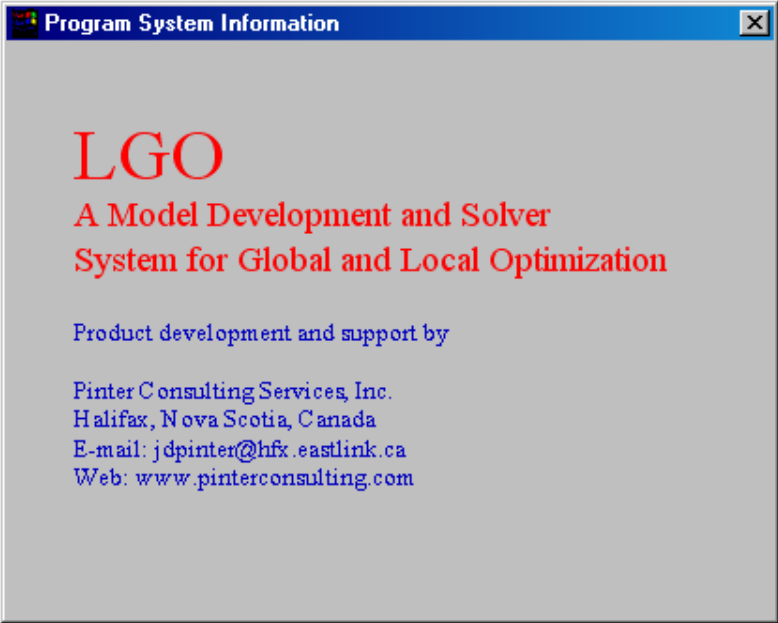 Program System Information
LGO
A Model Development and Solver
System for Global and Local Optimization
Product development and support by
Pinter Consulting Services, Inc.
Halifax, Nova Scotia, Canada
E-mail: jdpinter@hfx.eastlink.ca
Web: www.pinterconsulting.com